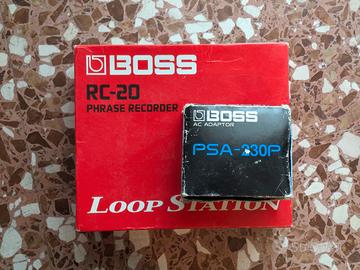 BOSS
RC-20
PHRASE RECORDER
BOSS
AC ADAPTOR
PSA-230P
LOOP STATION